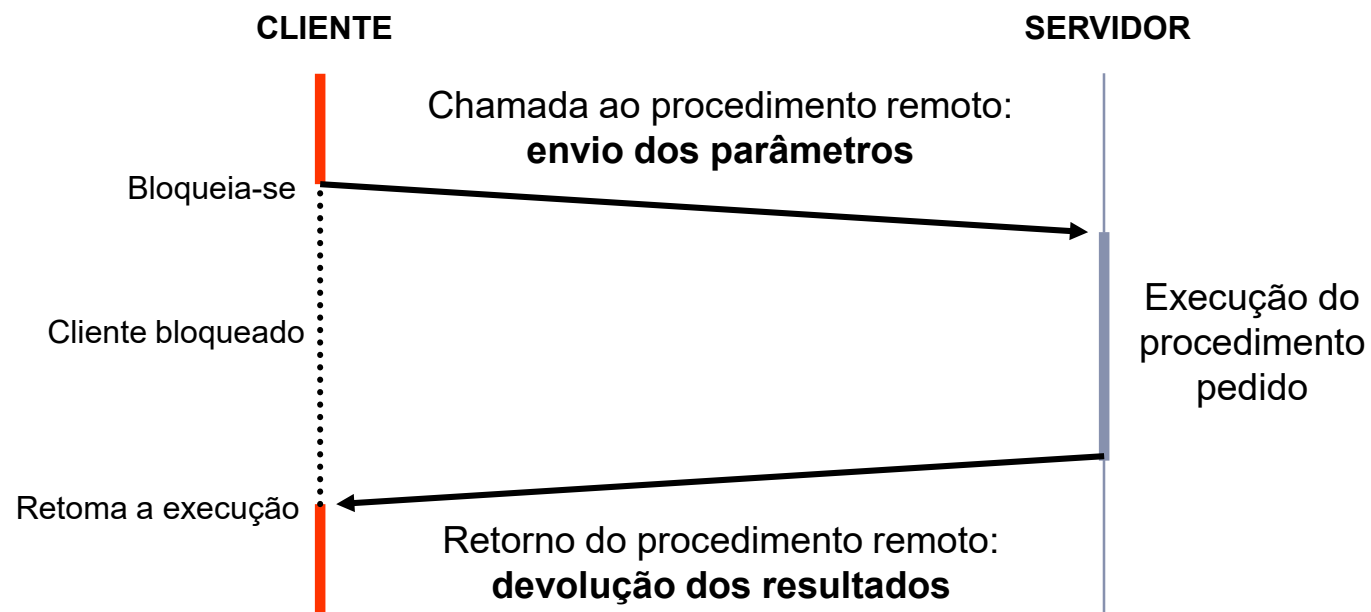 CLIENTE
SERVIDOR
Chamada ao procedimento remoto:
envio dos parâmetros
Bloqueia-se
Cliente bloqueado
Execução do
procedimento
pedido
Retoma a execução
Retorno do procedimento remoto:
devolução dos resultados